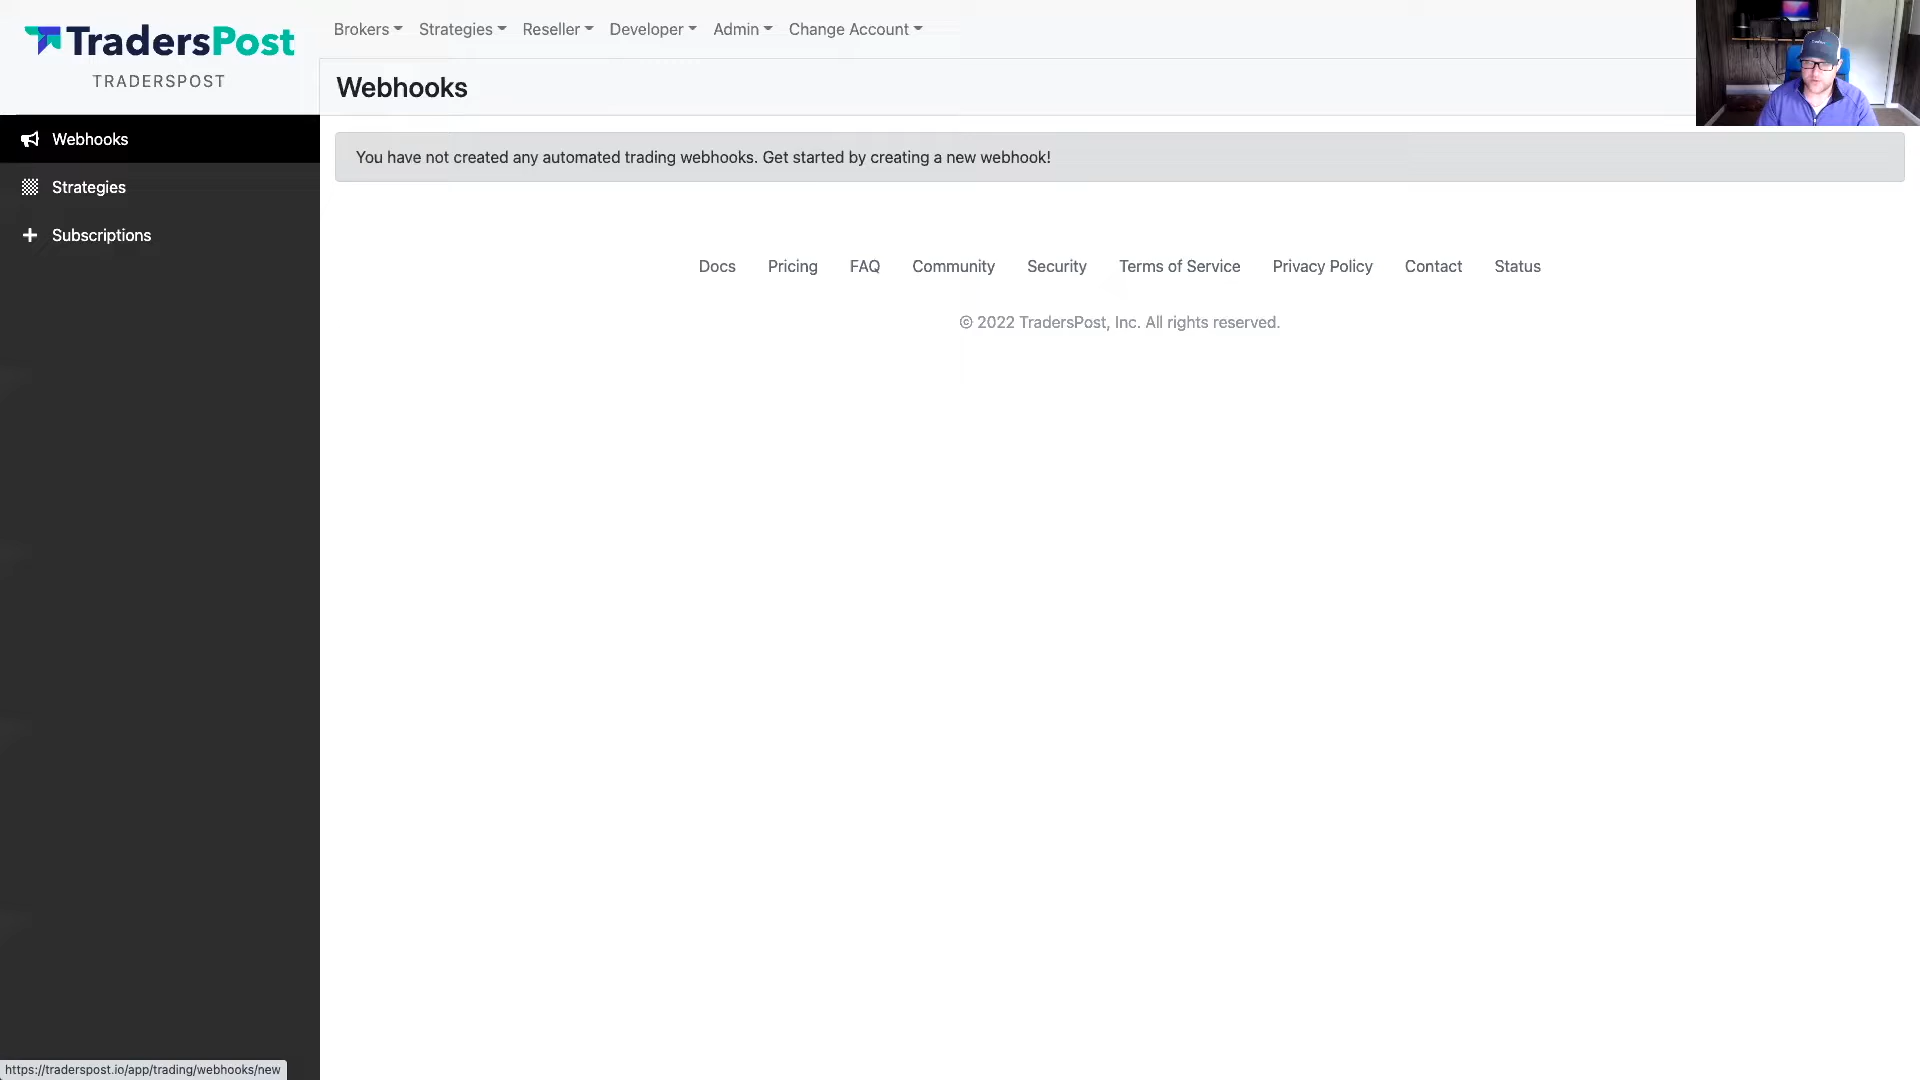 TradersPost
TRADERSPOST
Brokers Strategies Reseller Developer Admin Change Account
Webhooks
Webhooks
Strategies
Subscriptions
You have not created any automated trading webhooks. Get started by creating a new webhook!
Docs Pricing FAQ Community Security Terms of Service Privacy Policy Contact Status
© 2022 TradersPost, Inc. All rights reserved.
https://traderspost.io/app/trading/webhooks/new